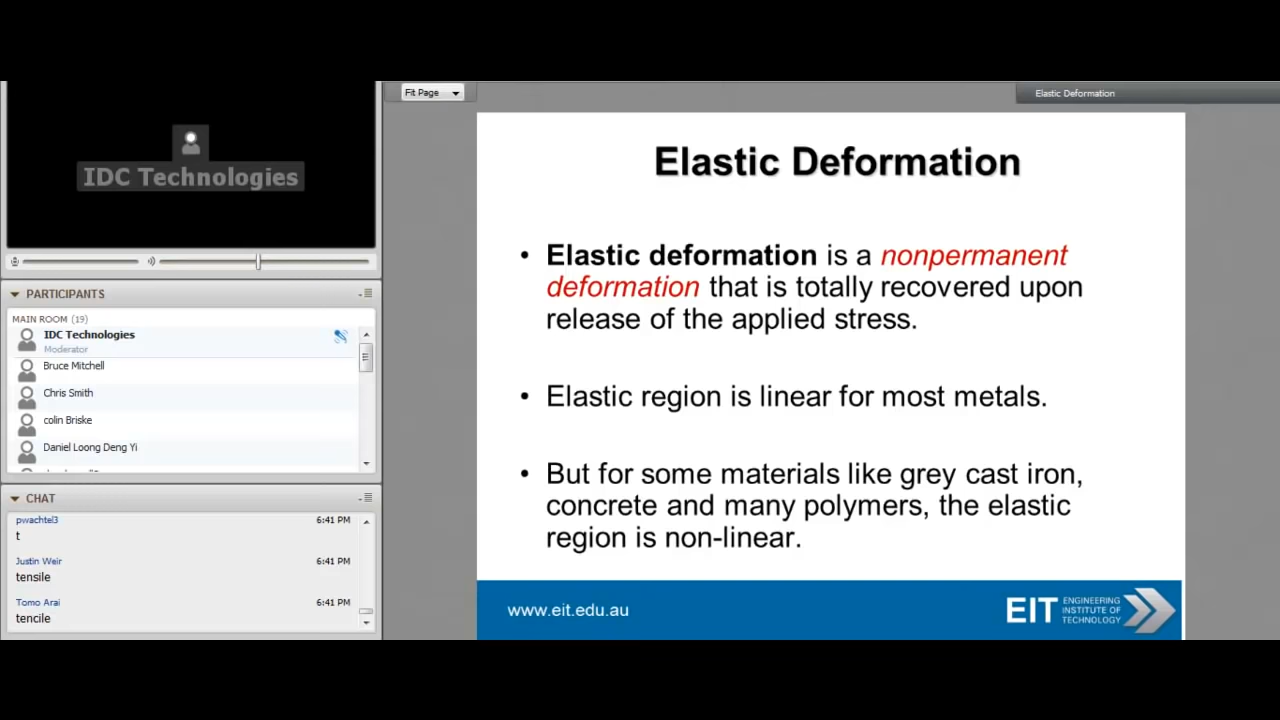 IDC Technologies
PARTICIPANTS
MAIN ROOM (19)
IDC Technologies
Moderator
Bruce Mitchell
Chris Smith
colin Briske
Daniel Loong Deng Yi
CHAT
pwachtel3 6:41 PM
t
Justin Weir 6:41 PM
tensile
Tomo Arai 6:41 PM
tencile
Fit Page
Elastic Deformation
Elastic Deformation
• Elastic deformation is a nonpermanent
deformation that is totally recovered upon
release of the applied stress.
• Elastic region is linear for most metals.
• But for some materials like grey cast iron,
concrete and many polymers, the elastic
region is non-linear.
www.eit.edu.au
EIT
ENGINEERING
INSTITUTE OF
TECHNOLOGY